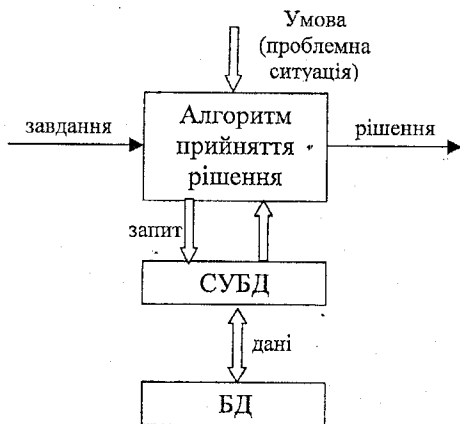 Умова
(проблемна
ситуація)
завдання
Алгоритм
прийняття
рішення
рішення
запит
СУБД
дані
БД